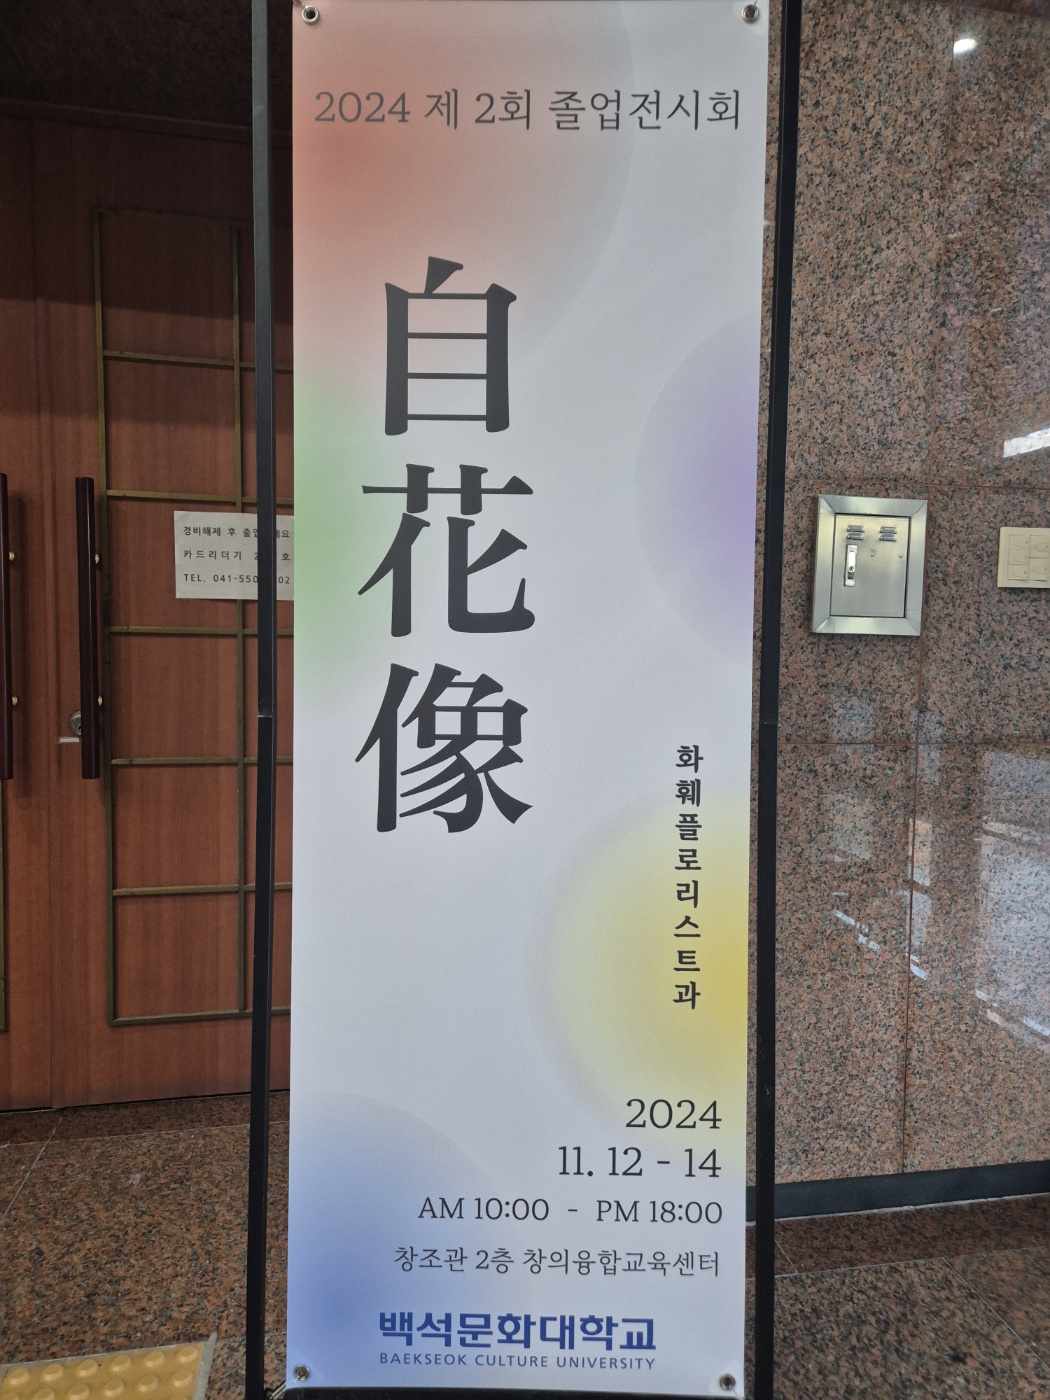 2024 제 2회 졸업전시회
自花像
화훼플로리스트과
2024
11. 12 - 14
AM 10:00 - PM 18:00
창조관 2층 창의융합교육센터
백석문화대학교
BAEKSEOK CULTURE UNIVERSITY
경비해제 후
카드리더기
TEL. 041-550